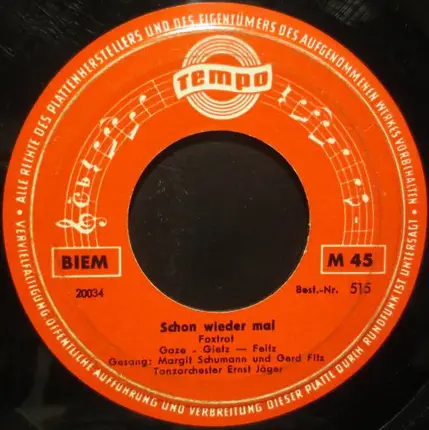 ALLE RECHTE DES PLATTENHERSTELLERS UND DES EIGENTÜMERS DES AUFGENOMMENEN WERKES VORBEHALTEN
Tempo
BIEM
M 45
20034
Best.-Nr. 515
Schon wieder mal
Foxtrot
Gaze - Gietz — Feltz
Gesang: Margit Schumann und Gerd Fitz
Tanzorchester Ernst Jäger
· VERVIELFÄLTIGUNG ÖFFENTLICHE AUFFÜHRUNG UND VERBREITUNG DIESER PLATTE DURCH RUNDFUNK IST UNTERSAGT ·